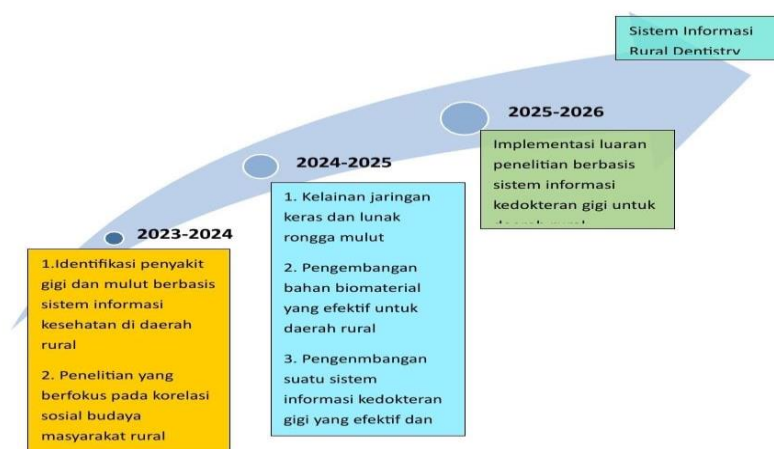 Sistem Informasi
Rural Dentistry
2025-2026
Implementasi luaran
penelitian berbasis
sistem informasi
kedokteran gigi untuk
daerah rural
2024-2025
1. Kelainan jaringan
keras dan lunak
rongga mulut
2. Pengembangan
bahan biomaterial
yang efektif untuk
daerah rural
3. Pengenmbangan
suatu sistem
informasi kedokteran
gigi yang efektif dan
2023-2024
1.Identifikasi penyakit
gigi dan mulut berbasis
sistem informasi
kesehatan di daerah
rural
2. Penelitian yang
berfokus pada korelasi
sosial budaya
masyarakat rural